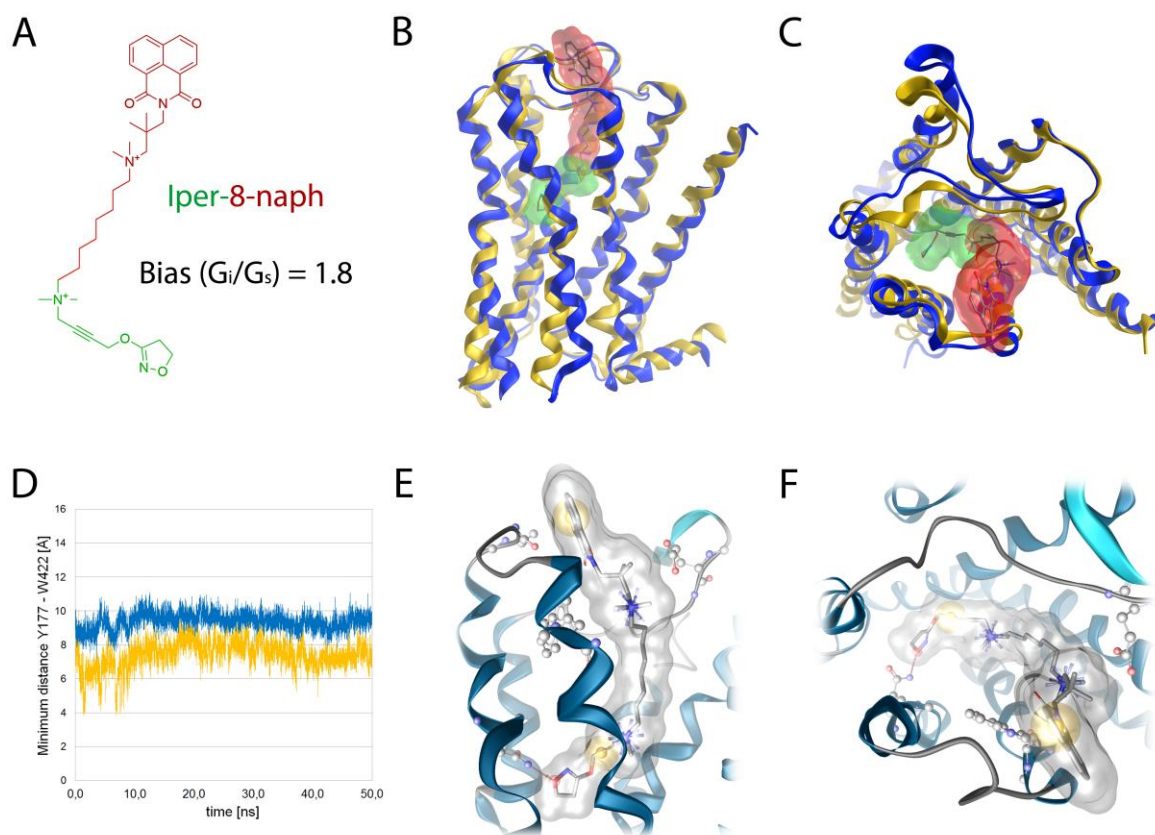 A
O
N
O
N+
Iper-8-naph
Bias (Gi/Gs) = 1.8
N+
O
N
O
B
C
D
Minimum distance Y177 - W422 [A]
16
14
12
10
8
6
4
2
0
0,0 10,0 20,0 30,0 40,0 50,0
time [ns]
E
F